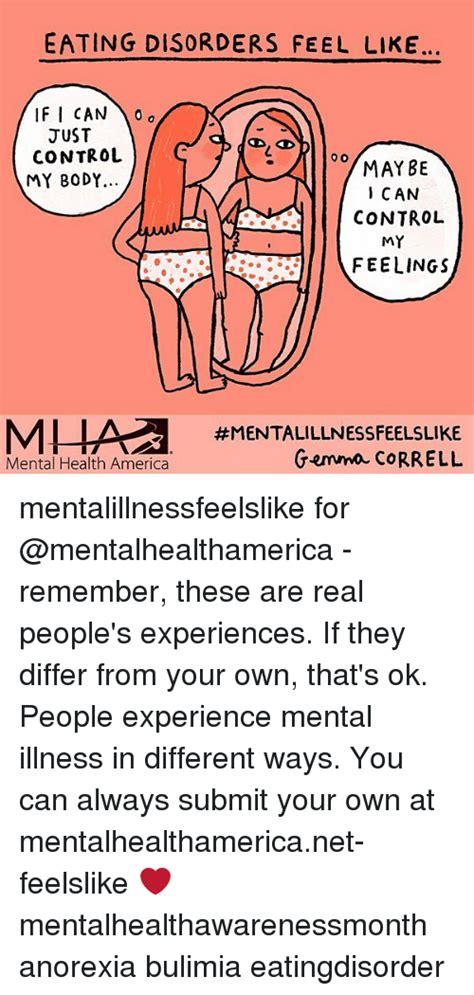 EATING DISORDERS FEEL LIKE...
IF I CAN
JUST
CONTROL
MY BODY...
MAYBE
I CAN
CONTROL
MY
FEELINGS
MHA
Mental Health America
#MENTALILLNESSFEELSLIKE
Gemma CORRELL
mentalillnessfeelslike for
@mentalhealthamerica -
remember, these are real
people's experiences. If they
differ from your own, that's ok.
People experience mental
illness in different ways. You
can always submit your own at
mentalhealthamerica.net-
feelslike ❤
mentalhealthawarenessmonth
anorexia bulimia eatingdisorder